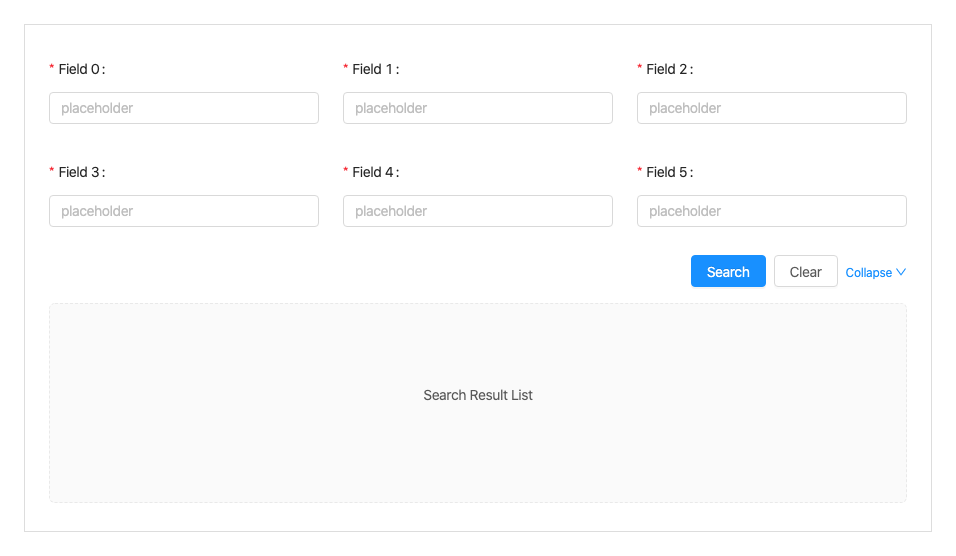 * Field 0: * Field 1: * Field 2:
placeholder placeholder placeholder
* Field 3: * Field 4: * Field 5:
placeholder placeholder placeholder
Search Clear Collapse
Search Result List